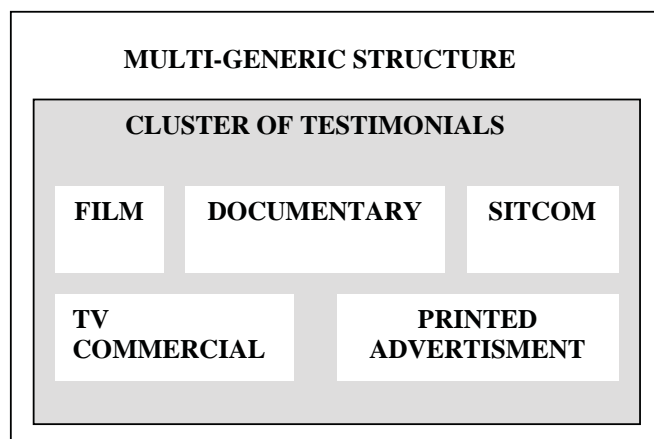 MULTI-GENERIC STRUCTURE
CLUSTER OF TESTIMONIALS
FILM
DOCUMENTARY
SITCOM
TV
COMMERCIAL
PRINTED
ADVERTISMENT